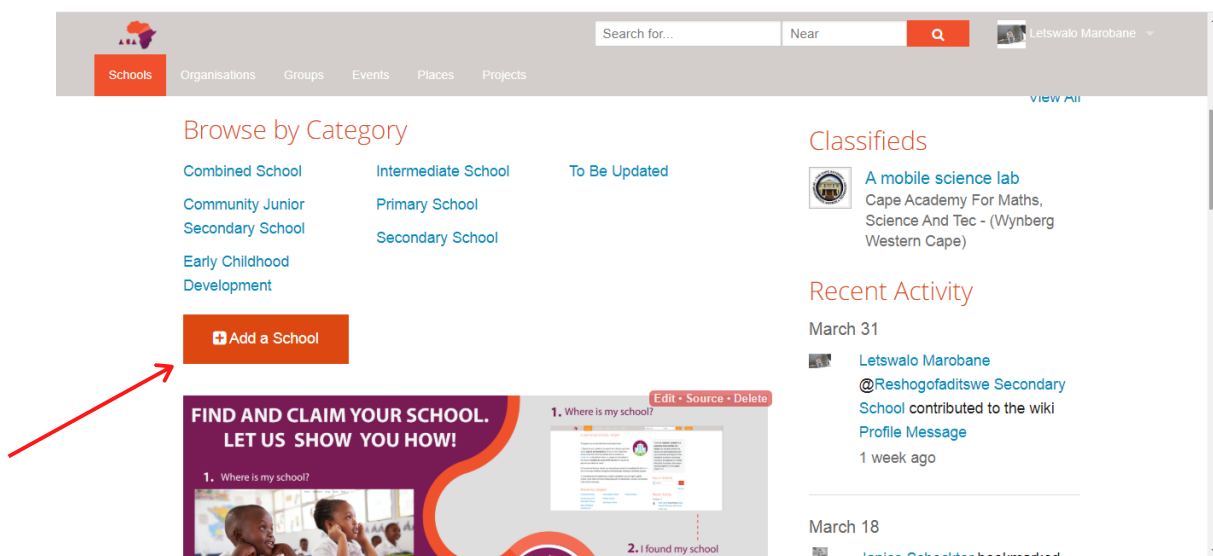 ASA
Search for...
Near
Letswalo Marobane
Schools
Organisations
Groups
Events
Places
Projects
View All
Browse by Category
Combined School
Intermediate School
To Be Updated
Community Junior
Secondary School
Primary School
Secondary School
Early Childhood
Development
Add a School
Edit • Source • Delete
FIND AND CLAIM YOUR SCHOOL.
LET US SHOW YOU HOW!
1. Where is my school?
1. Where is my school?
2. I found my school
Classifieds
A mobile science lab
Cape Academy For Maths,
Science And Tec - (Wynberg
Western Cape)
Recent Activity
March 31
Letswalo Marobane
@Reshogofaditswe Secondary
School contributed to the wiki
Profile Message
1 week ago
March 18
Janice Scheckter bookmarked